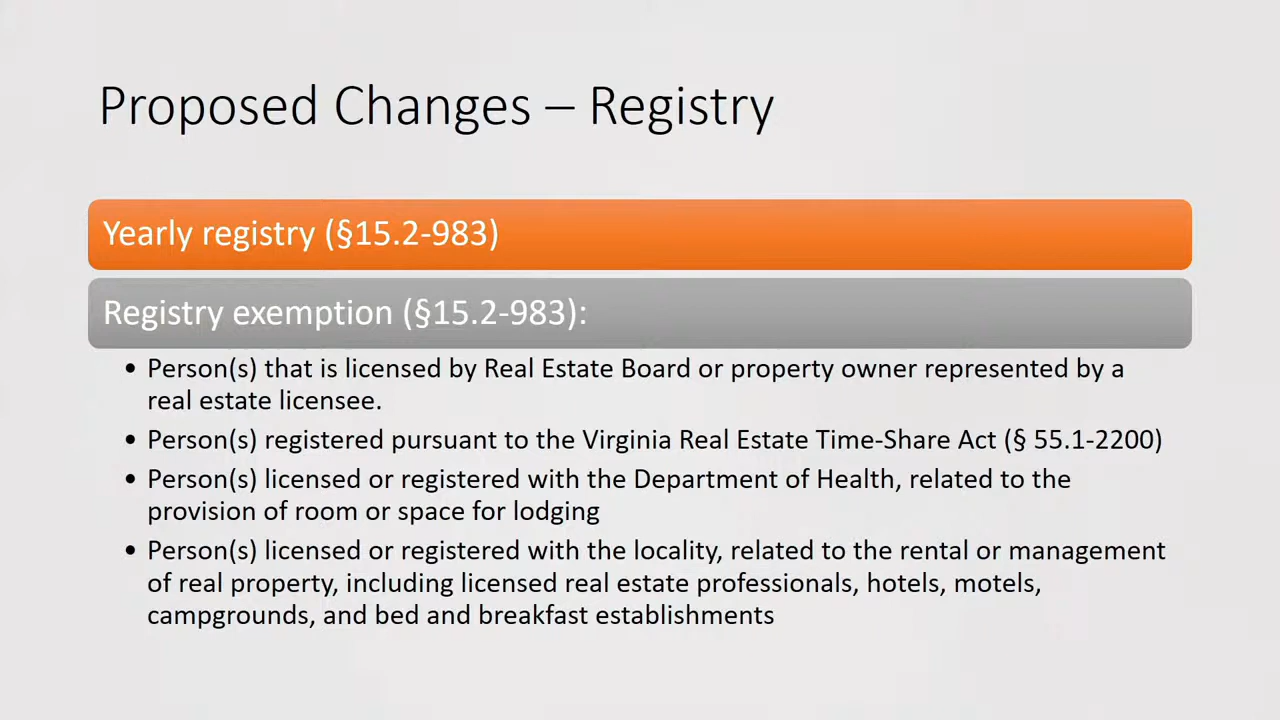 Proposed Changes – Registry
Yearly registry (§15.2-983)
Registry exemption (§15.2-983):
• Person(s) that is licensed by Real Estate Board or property owner represented by a
real estate licensee.
• Person(s) registered pursuant to the Virginia Real Estate Time-Share Act (§ 55.1-2200)
• Person(s) licensed or registered with the Department of Health, related to the
provision of room or space for lodging
• Person(s) licensed or registered with the locality, related to the rental or management
of real property, including licensed real estate professionals, hotels, motels,
campgrounds, and bed and breakfast establishments